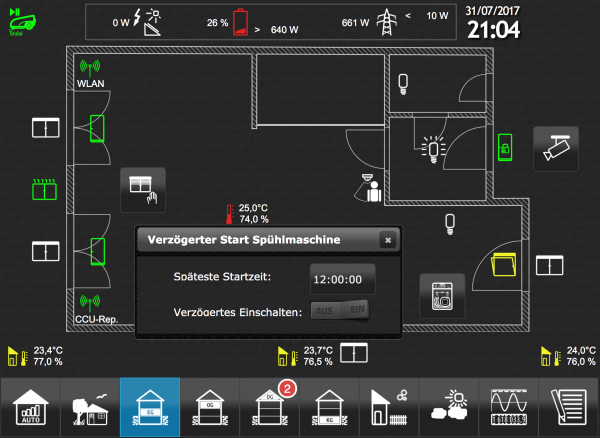 0 W
26 %
> 640 W
661 W
< 10 W
31/07/2017
21:04
WLAN
25,0°C
74,0 %
Verzögerter Start Spühlmaschine
Späteste Startzeit:
12:00:00
Verzögertes Einschalten:
AUS EIN
CCU-Rep.
23,4°C
77,0 %
23,7°C
76,5 %
24,0°C
76,0 %
AUTO
EG
OG
DG
2
KG